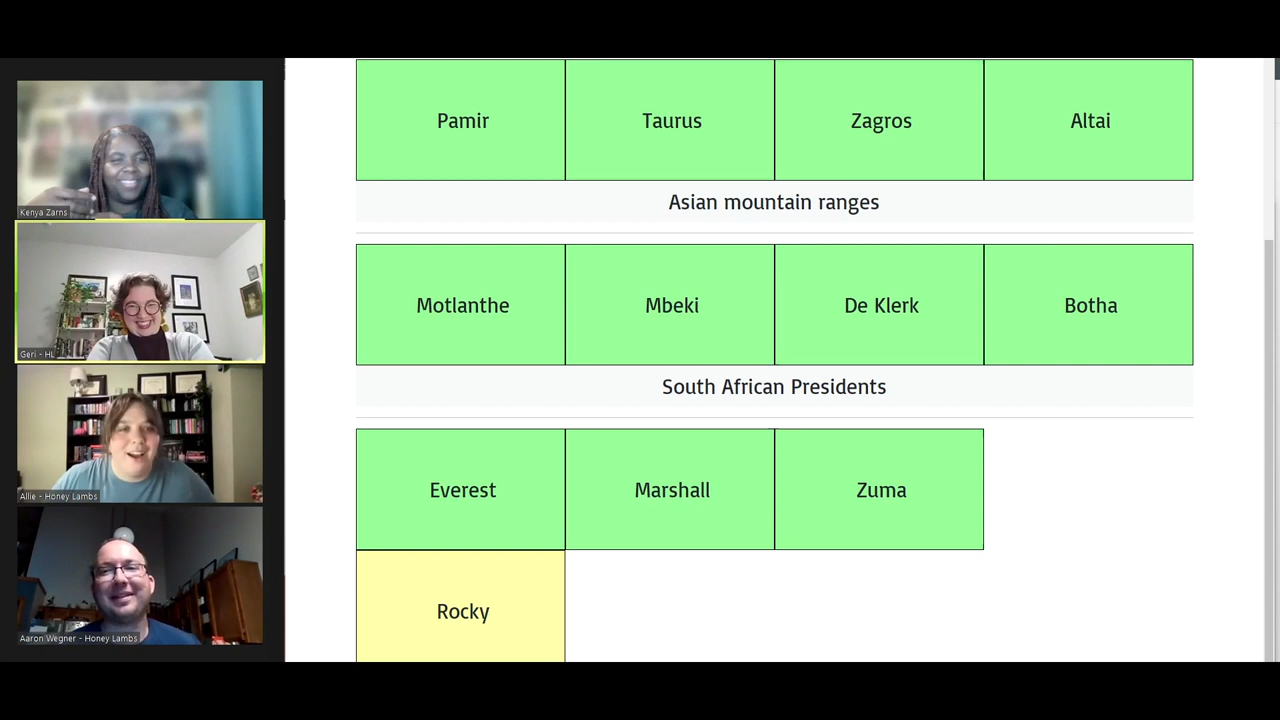 Kenya Zarns
Geri - HL
Allie - Honey Lambs
Aaron Wegner - Honey Lambs
Pamir Taurus Zagros Altai
Asian mountain ranges
Motlanthe Mbeki De Klerk Botha
South African Presidents
Everest Marshall Zuma
Rocky